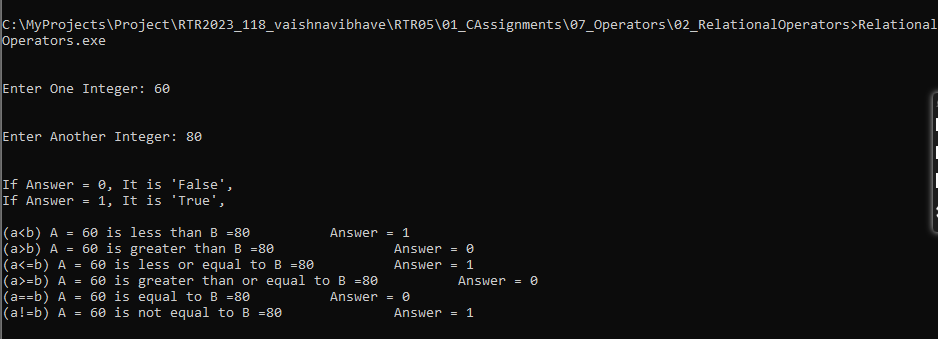 C:\MyProjects\Project\RTR2023_118_vaishnavibhave\RTR05\01_CAssignments\07_Operators\02_RelationalOperators>Relational
Operators.exe
Enter One Integer: 60
Enter Another Integer: 80
If Answer = 0, It is 'False',
If Answer = 1, It is 'True',
(a<b) A = 60 is less than B =80          Answer = 1
(a>b) A = 60 is greater than B =80               Answer = 0
(a<=b) A = 60 is less or equal to B =80          Answer = 1
(a>=b) A = 60 is greater than or equal to B =80          Answer = 0
(a==b) A = 60 is equal to B =80          Answer = 0
(a!=b) A = 60 is not equal to B =80              Answer = 1